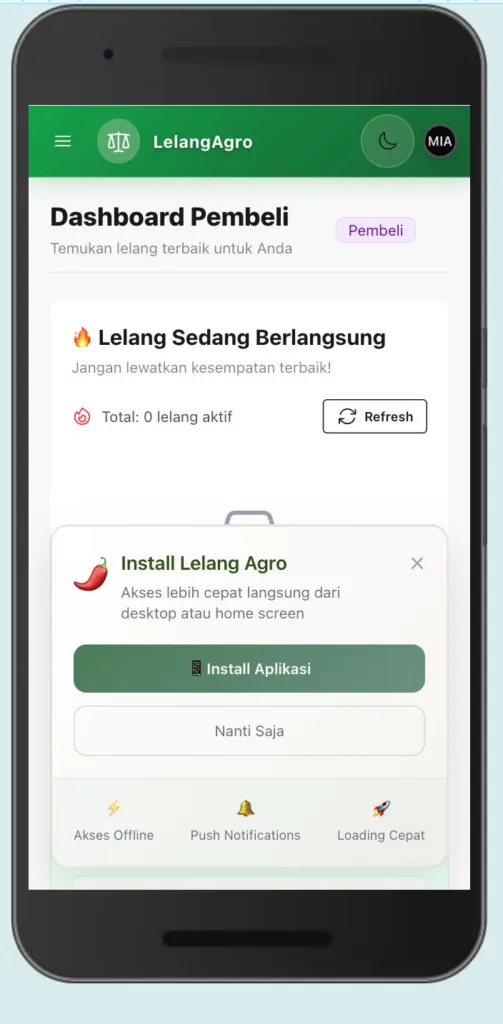 LelangAgro
MIA
Dashboard Pembeli
Temukan lelang terbaik untuk Anda
Pembeli
🔥 Lelang Sedang Berlangsung
Jangan lewatkan kesempatan terbaik!
Total: 0 lelang aktif
Refresh
Install Lelang Agro
Akses lebih cepat langsung dari
desktop atau home screen
Install Aplikasi
Nanti Saja
Akses Offline
Push Notifications
Loading Cepat